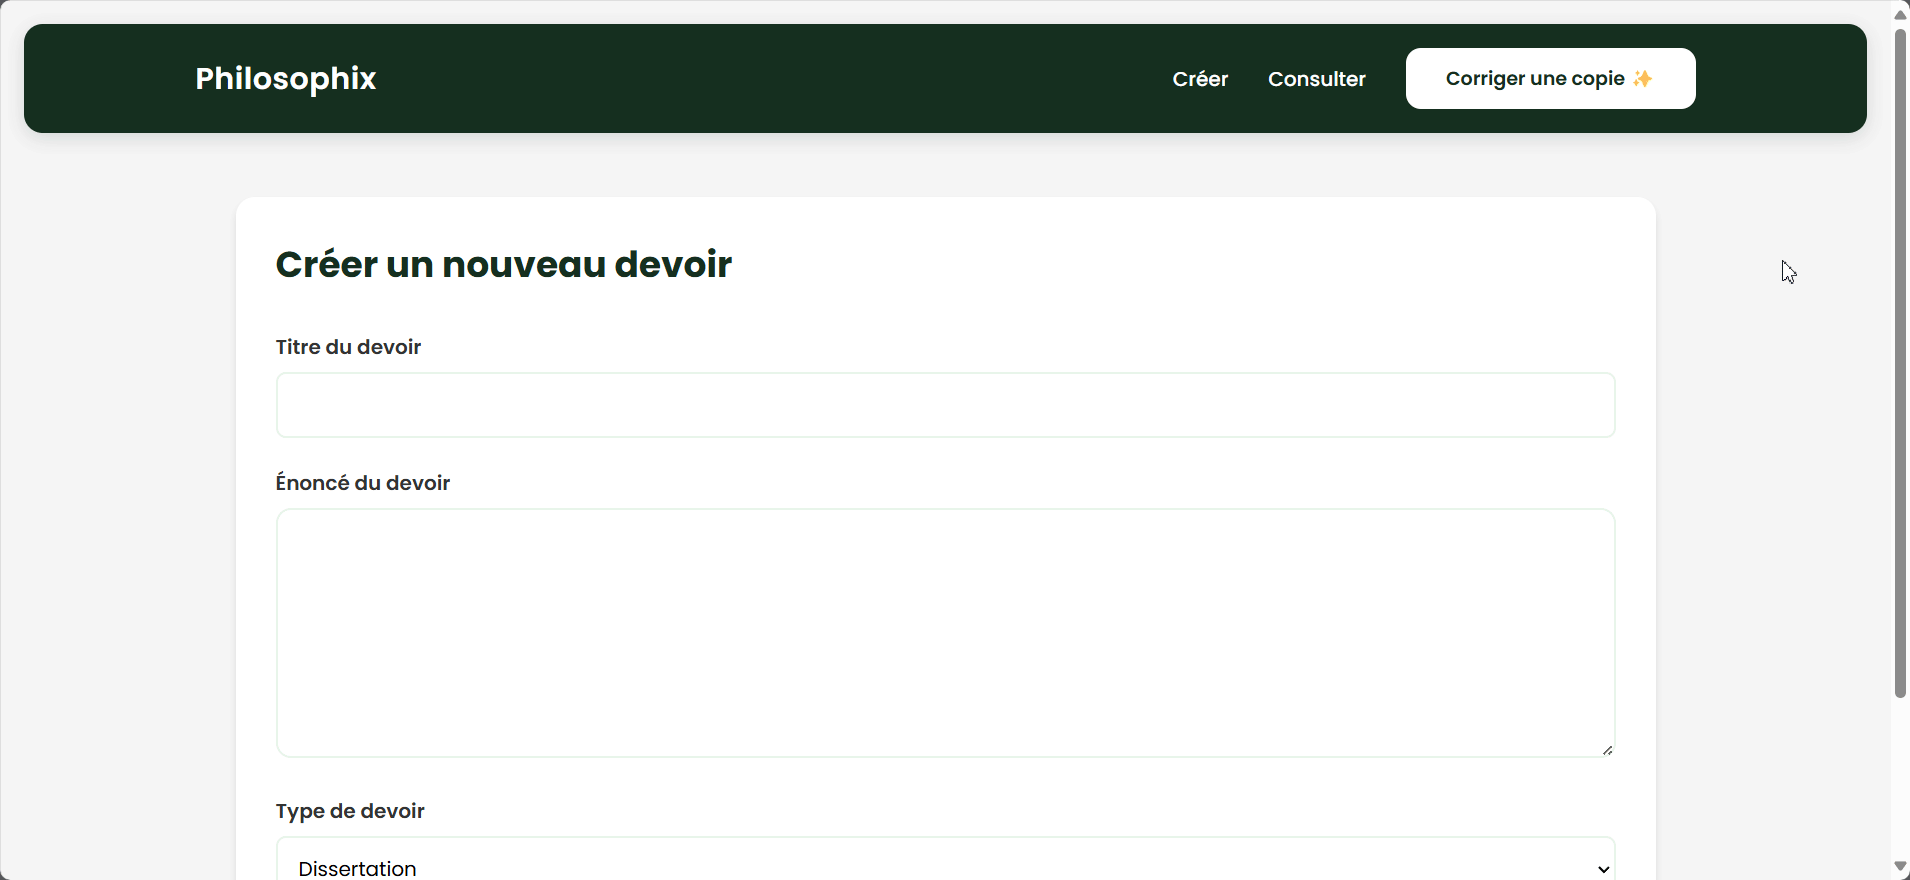 Philosophix
Créer
Consulter
Corriger une copie ✨
Créer un nouveau devoir
Titre du devoir
Énoncé du devoir
Type de devoir
Dissertation